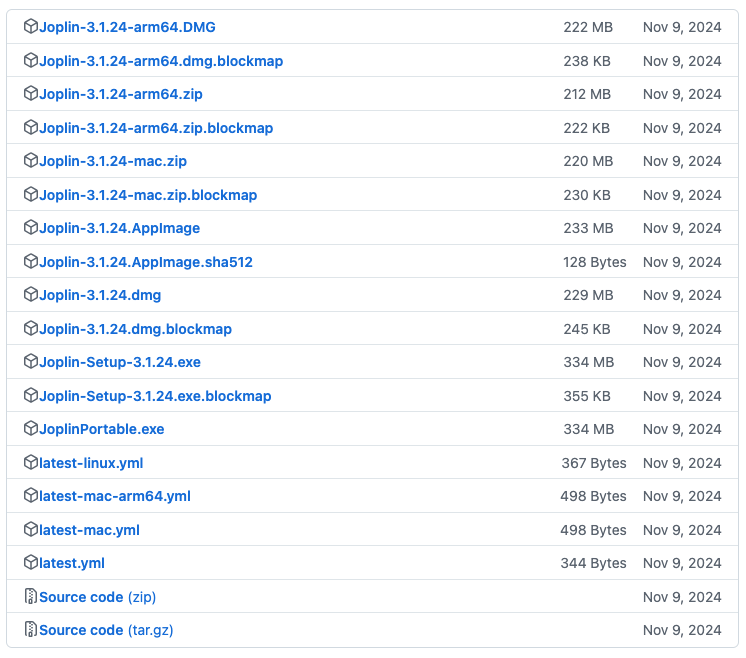 Joplin-3.1.24-arm64.DMG 222 MB Nov 9, 2024
Joplin-3.1.24-arm64.dmg.blockmap 238 KB Nov 9, 2024
Joplin-3.1.24-arm64.zip 212 MB Nov 9, 2024
Joplin-3.1.24-arm64.zip.blockmap 222 KB Nov 9, 2024
Joplin-3.1.24-mac.zip 220 MB Nov 9, 2024
Joplin-3.1.24-mac.zip.blockmap 230 KB Nov 9, 2024
Joplin-3.1.24.AppImage 233 MB Nov 9, 2024
Joplin-3.1.24.AppImage.sha512 128 Bytes Nov 9, 2024
Joplin-3.1.24.dmg 229 MB Nov 9, 2024
Joplin-3.1.24.dmg.blockmap 245 KB Nov 9, 2024
Joplin-Setup-3.1.24.exe 334 MB Nov 9, 2024
Joplin-Setup-3.1.24.exe.blockmap 355 KB Nov 9, 2024
JoplinPortable.exe 334 MB Nov 9, 2024
latest-linux.yml 367 Bytes Nov 9, 2024
latest-mac-arm64.yml 498 Bytes Nov 9, 2024
latest-mac.yml 498 Bytes Nov 9, 2024
latest.yml 344 Bytes Nov 9, 2024
Source code (zip) Nov 9, 2024
Source code (tar.gz) Nov 9, 2024